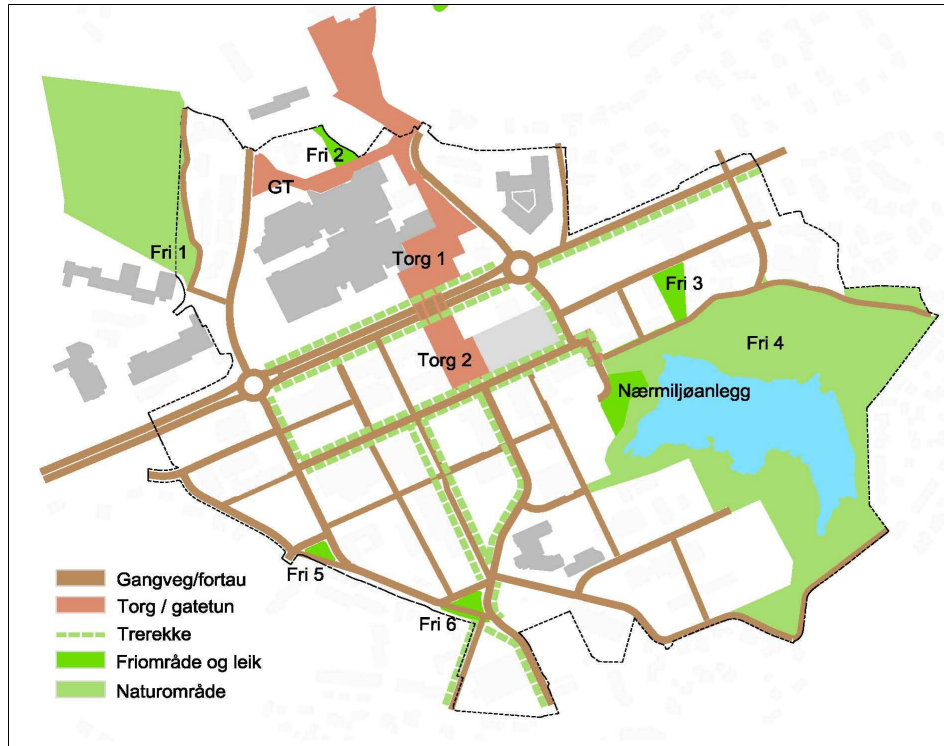 Fri 2
GT
Fri 1
Torg 1
Fri 3
Fri 4
Torg 2
Nærmiljøanlegg
Fri 5
Fri 6
Gangveg/fortau
Torg / gatetun
Trerekke
Friområde og leik
Naturområde